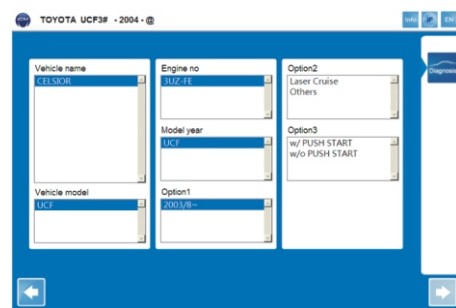 TOYOTA UCF3# - 2004 - @
Info
JP
Vehicle name
CELSIOR
Engine no
3UZ-FE
Option2
Laser Cruise
Others
Diagnosis
Model year
UCF
Option3
w/ PUSH START
w/o PUSH START
Vehicle model
UCF
Option1
2003/8~